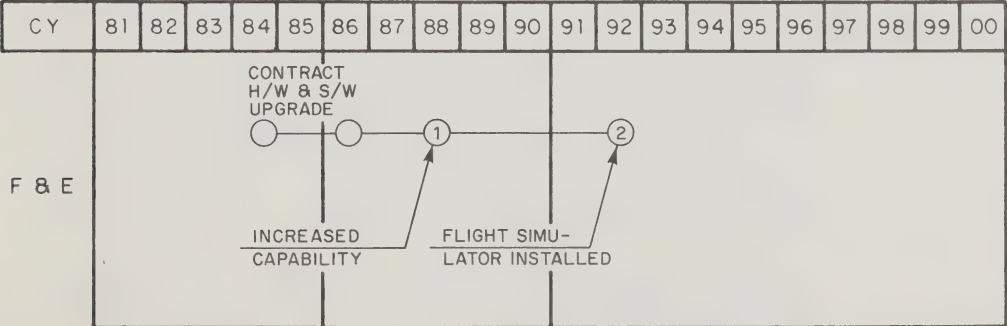 CY 81 82 83 84 85 86 87 88 89 90 91 92 93 94 95 96 97 98 99 00
CONTRACT
H/W & S/W
UPGRADE
1 2
F & E
INCREASED
CAPABILITY
FLIGHT SIMU-
LATOR INSTALLED